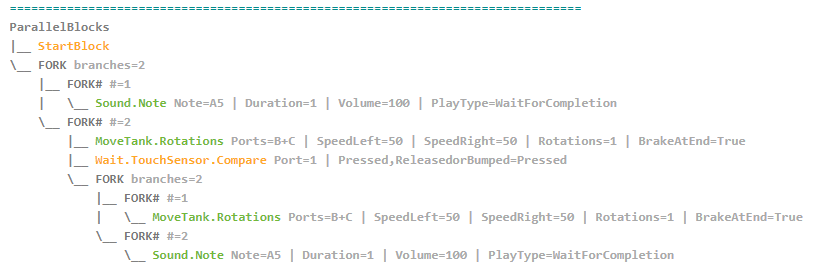 ============================================================================
ParallelBlocks
|__ StartBlock
\__ FORK branches=2
    |__ FORK# #=1
    |   \__ Sound.Note Note=A5 | Duration=1 | Volume=100 | PlayType=WaitForCompletion
    \__ FORK# #=2
        |__ MoveTank.Rotations Ports=B+C | SpeedLeft=50 | SpeedRight=50 | Rotations=1 | BrakeAtEnd=True
        |__ Wait.TouchSensor.Compare Port=1 | Pressed,ReleasedorBumped=Pressed
        \__ FORK branches=2
            |__ FORK# #=1
            |   \__ MoveTank.Rotations Ports=B+C | SpeedLeft=50 | SpeedRight=50 | Rotations=1 | BrakeAtEnd=True
            \__ FORK# #=2
                \__ Sound.Note Note=A5 | Duration=1 | Volume=100 | PlayType=WaitForCompletion